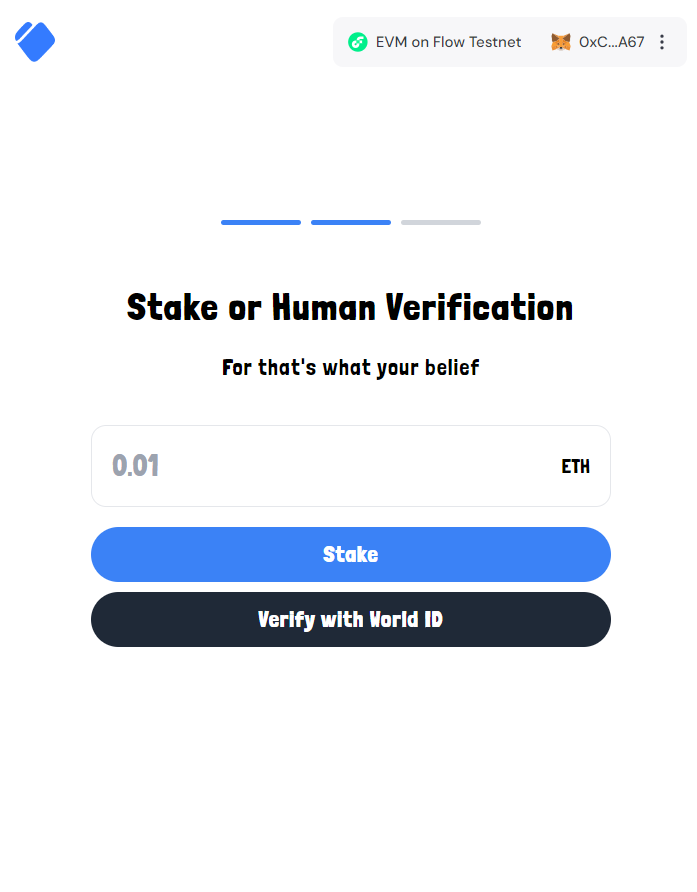 EVM on Flow Testnet
0xC...A67
Stake or Human Verification
For that's what your belief
0.01
ETH
Stake
Verify with World ID